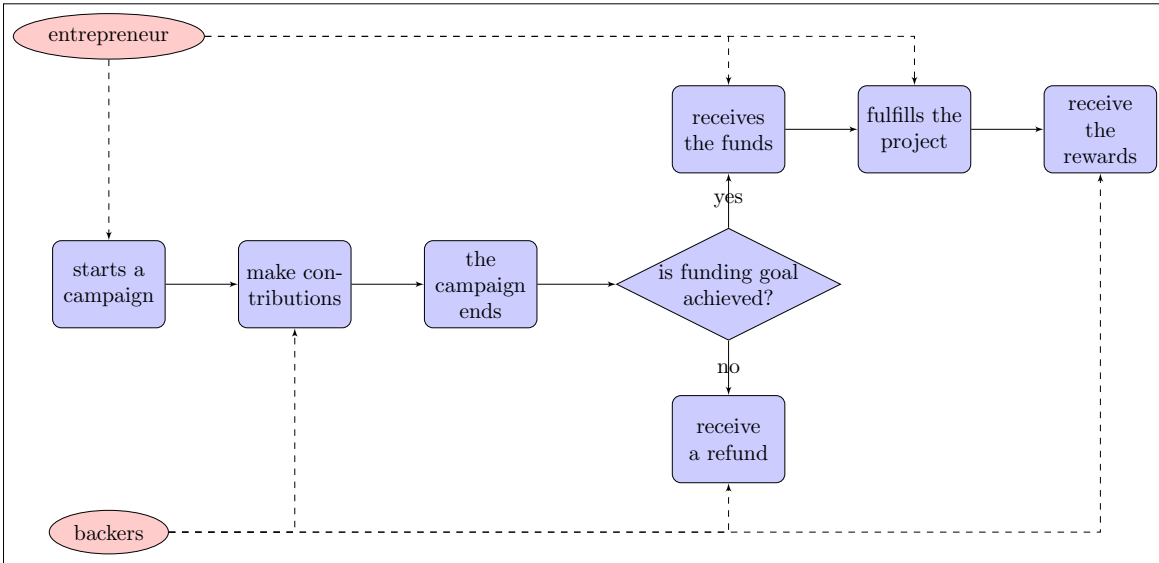 entrepreneur
receives
the funds
fulfills the
project
receive
the
rewards
yes
starts a
campaign
make con-
tributions
the
campaign
ends
is funding goal
achieved?
no
receive
a refund
backers